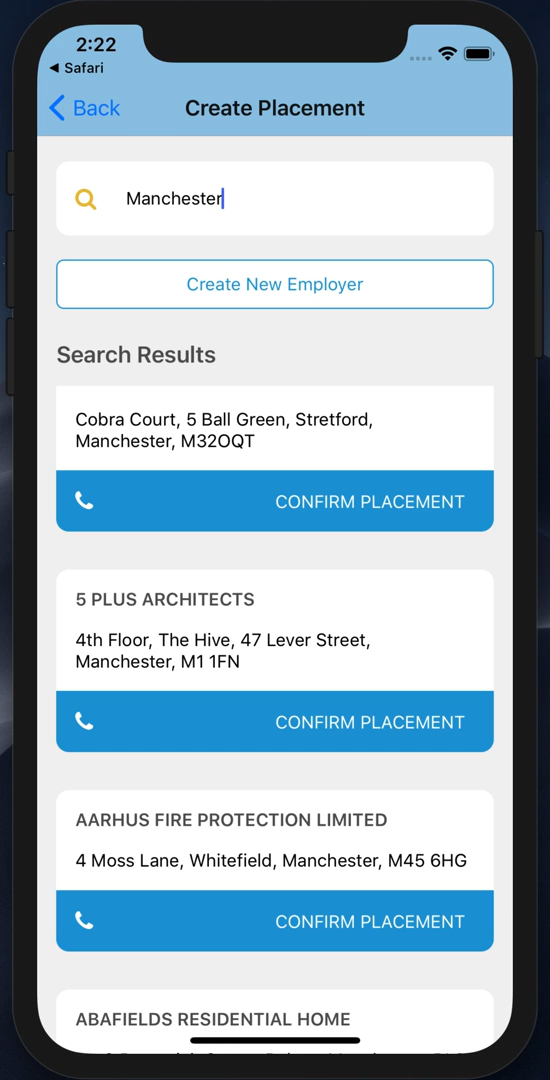 2:22
Safari
Back
Create Placement
Manchester
Create New Employer
Search Results
Cobra Court, 5 Ball Green, Stretford,
Manchester, M32OQT
CONFIRM PLACEMENT
5 PLUS ARCHITECTS
4th Floor, The Hive, 47 Lever Street,
Manchester, M1 1FN
CONFIRM PLACEMENT
AARHUS FIRE PROTECTION LIMITED
4 Moss Lane, Whitefield, Manchester, M45 6HG
CONFIRM PLACEMENT
ABAFIELDS RESIDENTIAL HOME